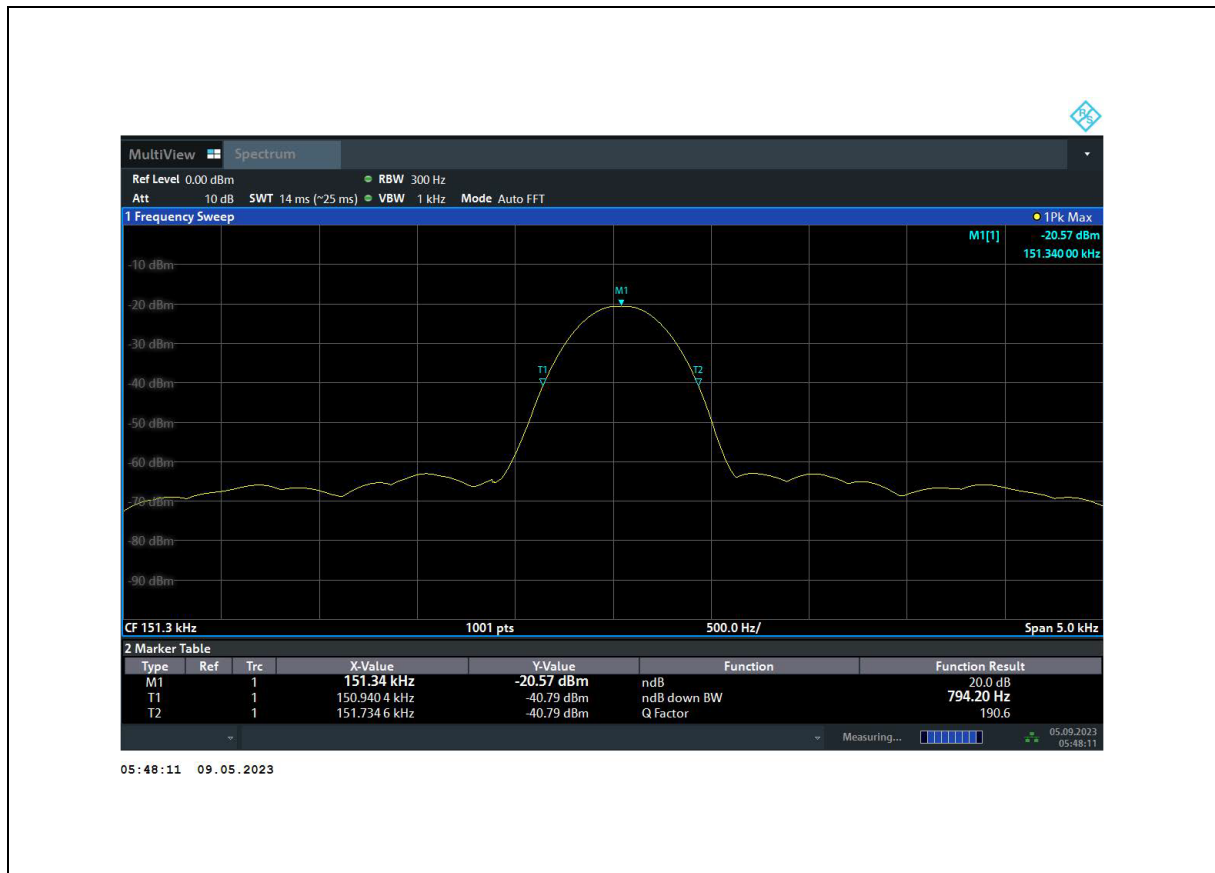 R/S
MultiView Spectrum
Ref Level 0.00 dBm RBW 300 Hz
Att 10 dB SWT 14 ms (~25 ms) VBW 1 kHz Mode Auto FFT
1 Frequency Sweep 1Pk Max
M1[1] -20.57 dBm
151.340 00 kHz
-10 dBm
M1
-20 dBm
-30 dBm
T1 T2
-40 dBm
-50 dBm
-60 dBm
-70 dBm
-80 dBm
-90 dBm
CF 151.3 kHz 1001 pts 500.0 Hz/ Span 5.0 kHz
2 Marker Table
Type Ref Trc X-Value Y-Value Function Function Result
M1 1 151.34 kHz -20.57 dBm ndB 20.0 dB
T1 1 150.940 4 kHz -40.79 dBm ndB down BW 794.20 Hz
T2 1 151.734 6 kHz -40.79 dBm Q Factor 190.6
Measuring... 05.09.2023
05:48:11
05:48:11 09.05.2023